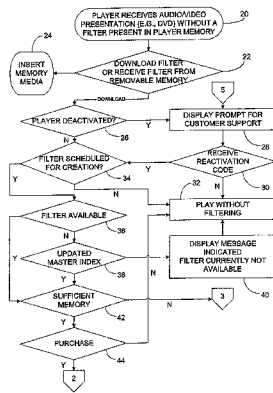 PLAYER RECEIVES AUDIO/VIDEO
PRESENTATION (E.G., DVD) WITHOUT A
FILTER PRESENT IN PLAYER MEMORY
20
24
INSERT
MEMORY
MEDIA
DOWNLOAD FILTER
OR RECEIVE FILTER FROM
REMOVABLE MEMORY
22
DOWNLOAD
5
PLAYER DEACTIVATED?
Y
26
N
DISPLAY PROMPT FOR
CUSTOMER SUPPORT
28
FILTER SCHEDULED
FOR CREATION?
34
Y
N
RECEIVE
REACTIVATION
CODE
Y
N
30
32
PLAY WITHOUT
FILTERING
FILTER AVAILABLE
36
Y
N
UPDATED
MASTER INDEX
38
N
Y
DISPLAY MESSAGE
INDICATED
FILTER CURRENTLY NOT
AVAILABLE
40
SUFFICIENT
MEMORY
42
N
3
Y
PURCHASE
44
Y
2